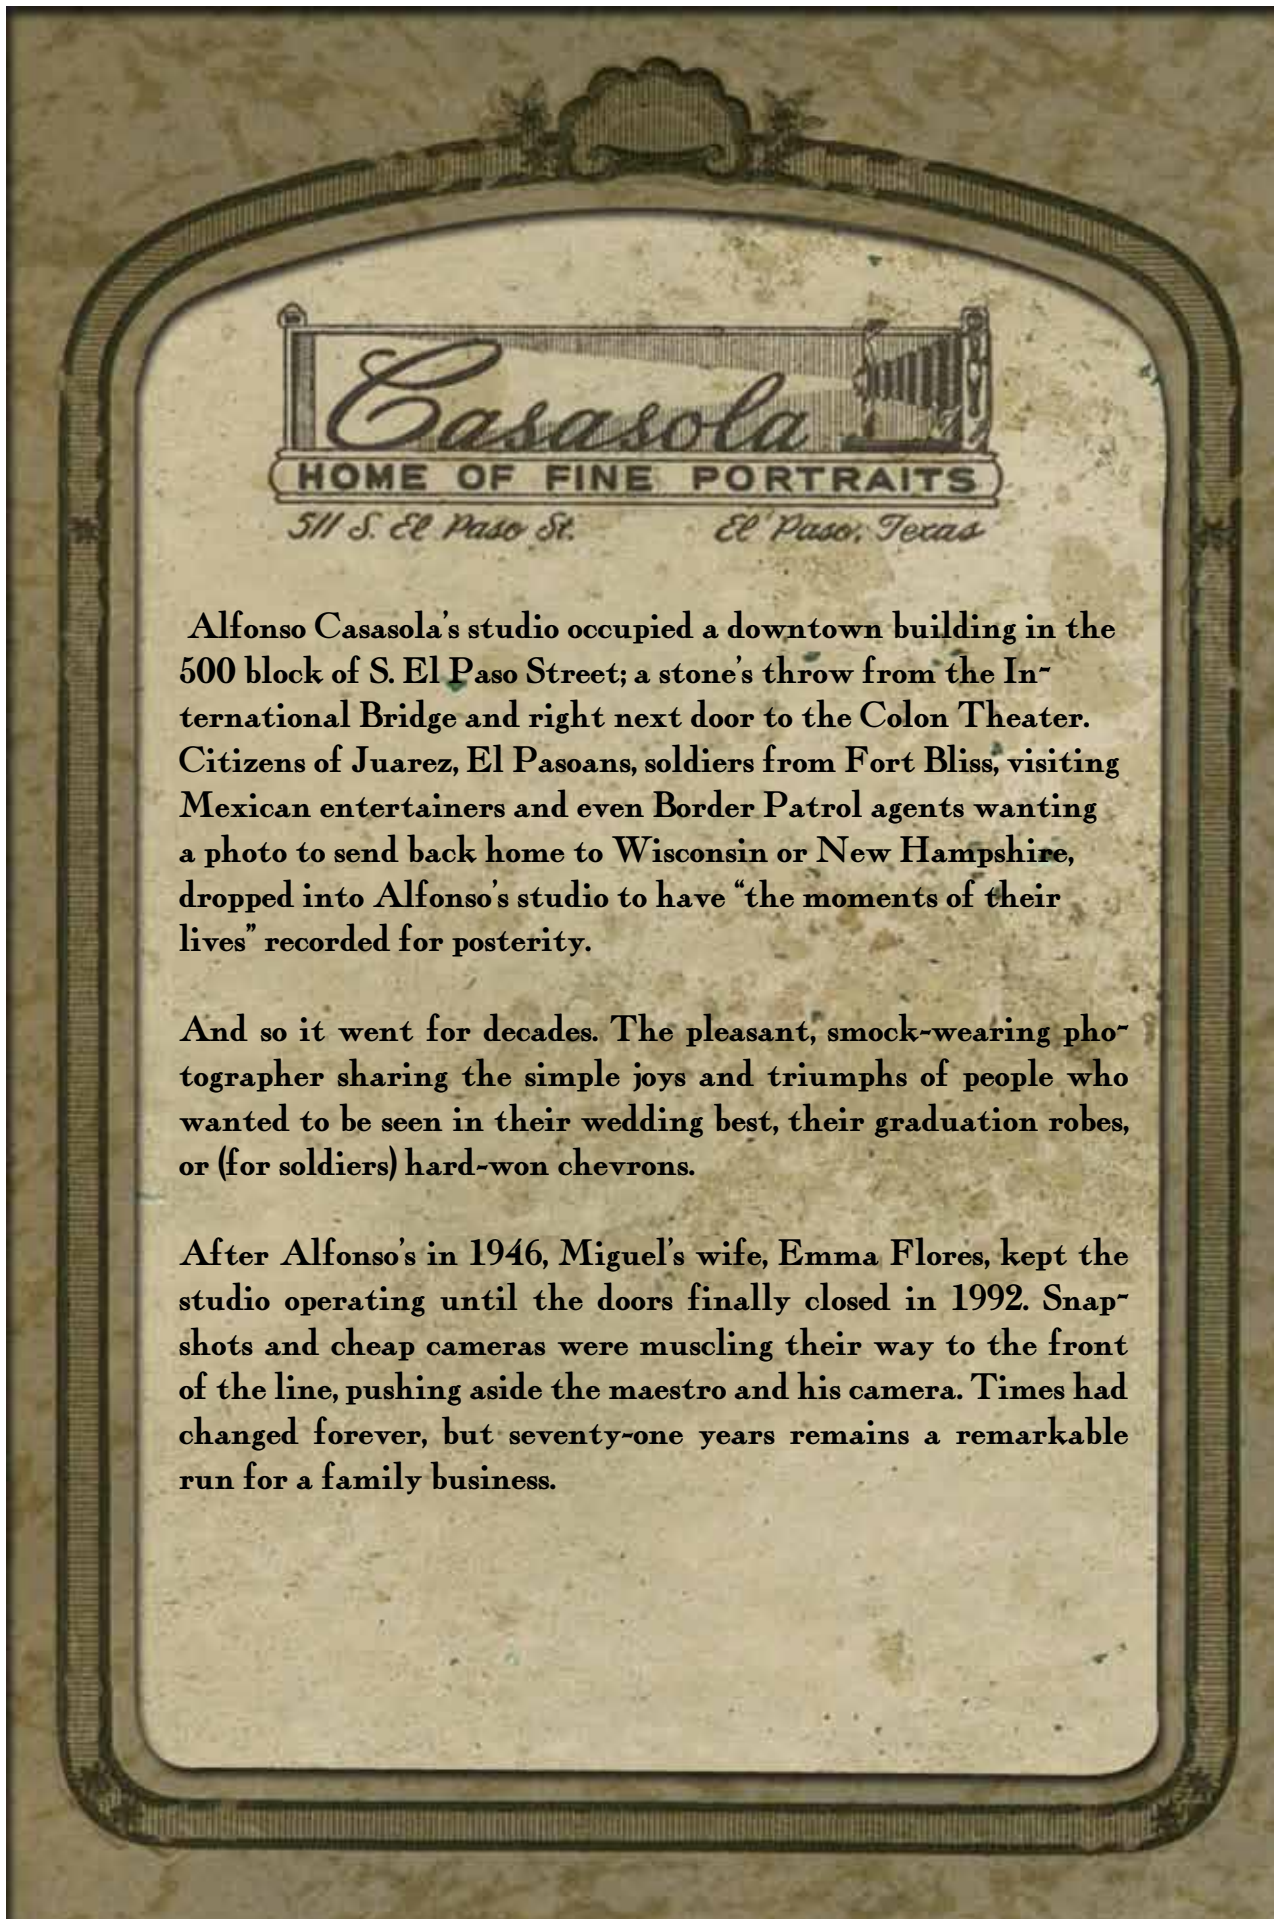 Casasola
HOME OF FINE PORTRAITS
511 S. El Paso St. El Paso, Texas
Alfonso Casasola's studio occupied a downtown building in the
500 block of S. El Paso Street; a stone's throw from the In-
ternational Bridge and right next door to the Colon Theater.
Citizens of Juarez, El Pasoans, soldiers from Fort Bliss, visiting
Mexican entertainers and even Border Patrol agents wanting
a photo to send back home to Wisconsin or New Hampshire,
dropped into Alfonso's studio to have “the moments of their
lives” recorded for posterity.
And so it went for decades. The pleasant, smock-wearing pho-
tographer sharing the simple joys and triumphs of people who
wanted to be seen in their wedding best, their graduation robes,
or (for soldiers) hard-won chevrons.
After Alfonso's in 1946, Miguel's wife, Emma Flores, kept the
studio operating until the doors finally closed in 1992. Snap-
shots and cheap cameras were muscling their way to the front
of the line, pushing aside the maestro and his camera. Times had
changed forever, but seventy-one years remains a remarkable
run for a family business.